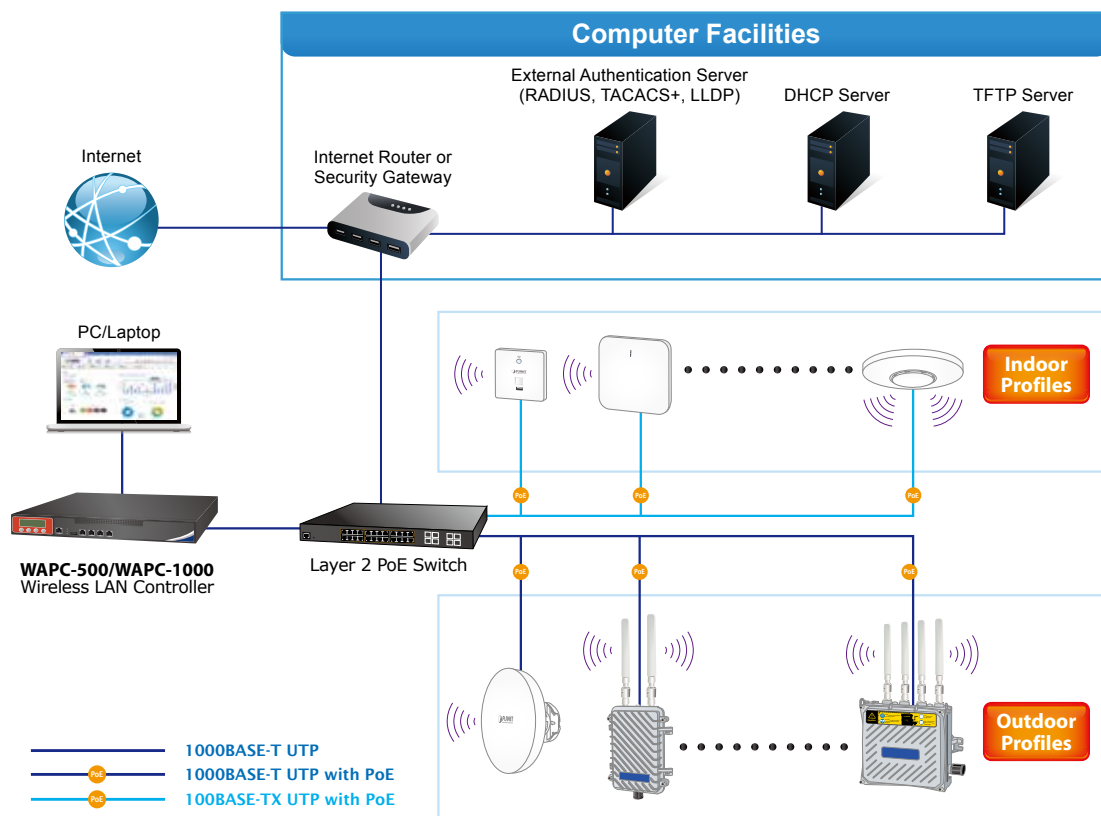 Computer Facilities
External Authentication Server
(RADIUS, TACACS+, LLDP)
DHCP Server
TFTP Server
Internet
Internet Router or
Security Gateway
PC/Laptop
PLANET
Indoor
Profiles
PoE
PoE
PoE
WAPC-500/WAPC-1000
Wireless LAN Controller
Layer 2 PoE Switch
PoE
PoE
PoE
PLANET
Outdoor
Profiles
1000BASE-T UTP
PoE 1000BASE-T UTP with PoE
PoE 100BASE-TX UTP with PoE